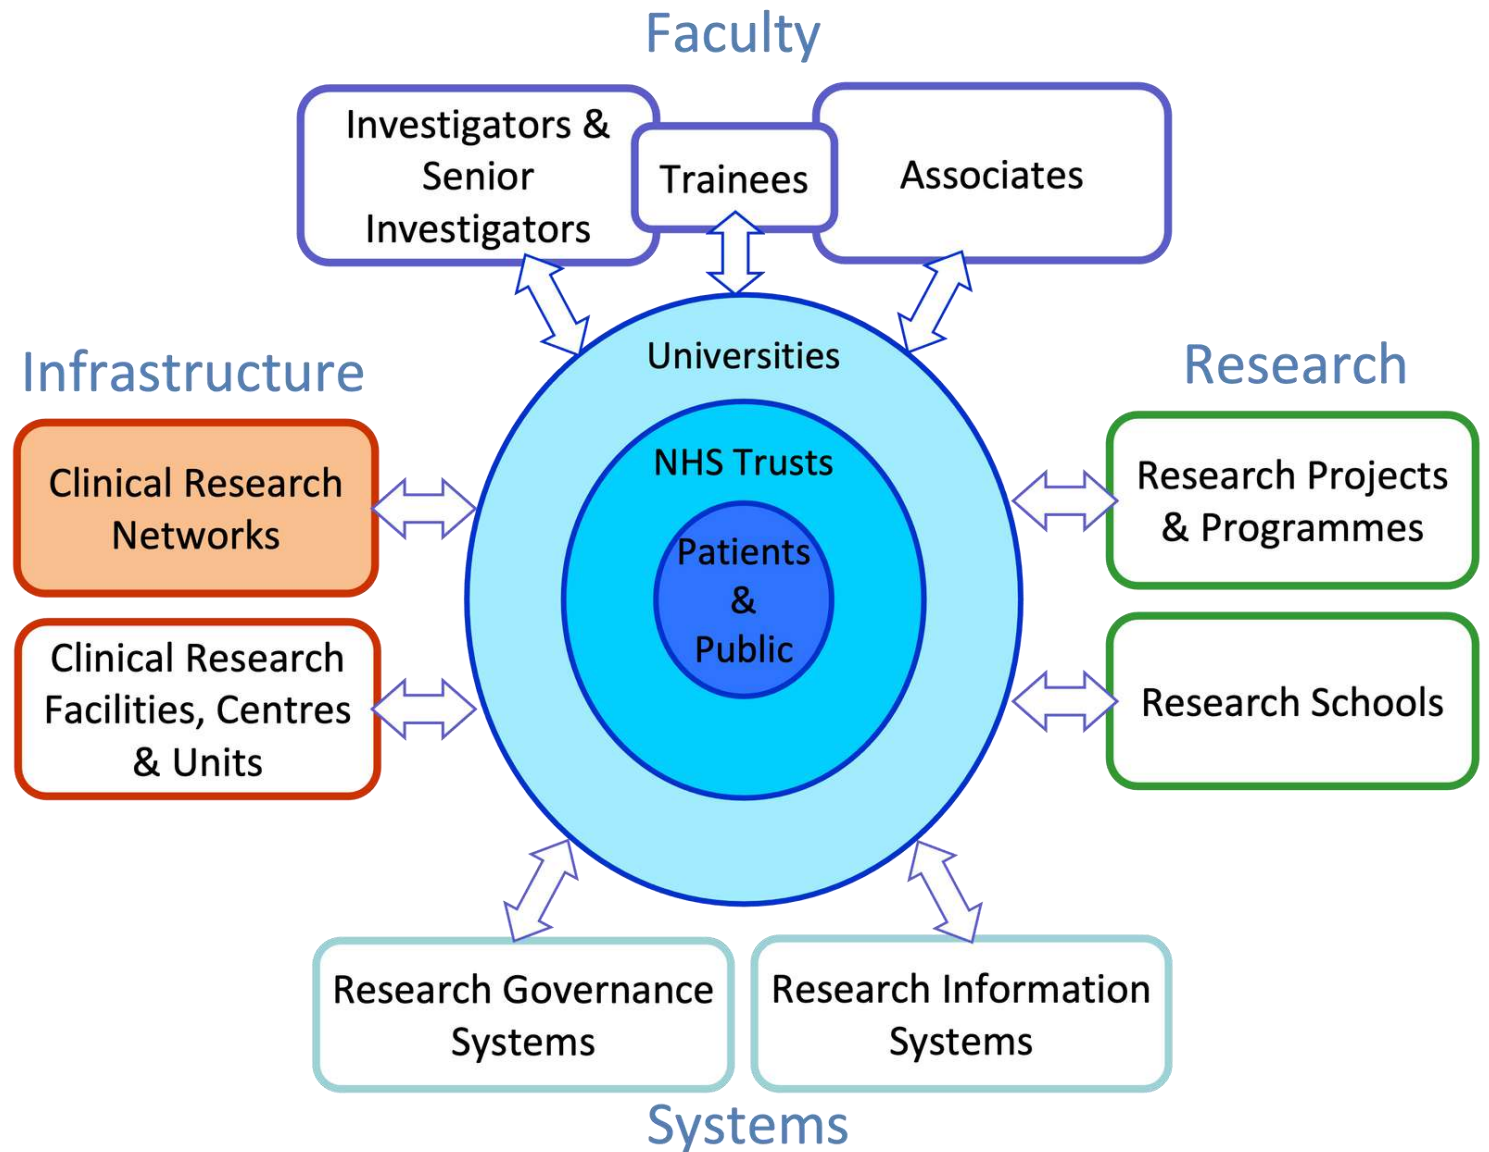 Faculty
Investigators &
Senior
Investigators
Trainees
Associates
Infrastructure
Clinical Research
Networks
Clinical Research
Facilities, Centres
& Units
Universities
NHS Trusts
Patients
&
Public
Research
Research Projects
& Programmes
Research Schools
Research Governance
Systems
Research Information
Systems
Systems